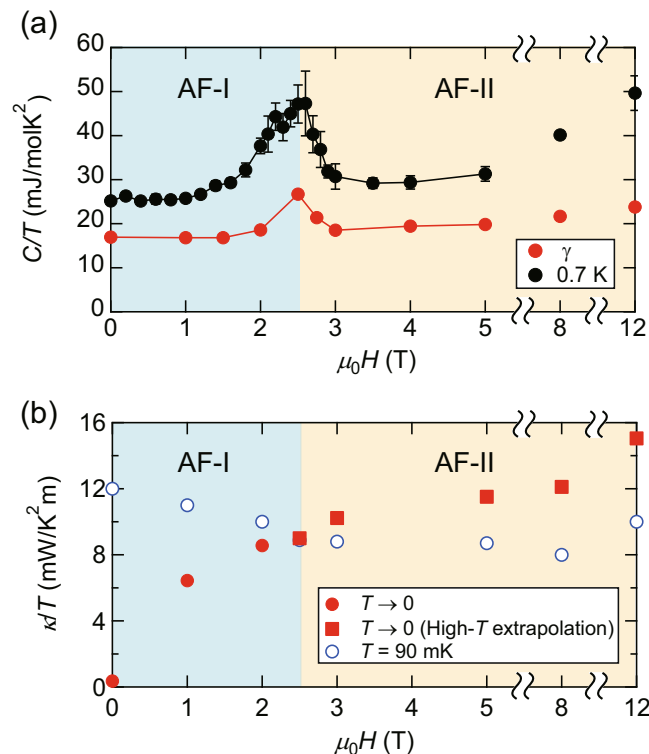 (a)
60
50
40
30
20
10
0
C/T (mJ/molK²)
AF-I
AF-II
γ
0.7 K
0 1 2 3 4 5 8 12
μ₀H (T)
(b)
16
12
8
4
0
κ/T (mW/K²m)
AF-I
AF-II
T → 0
T → 0 (High-T extrapolation)
T = 90 mK
0 1 2 3 4 5 8 12
μ₀H (T)